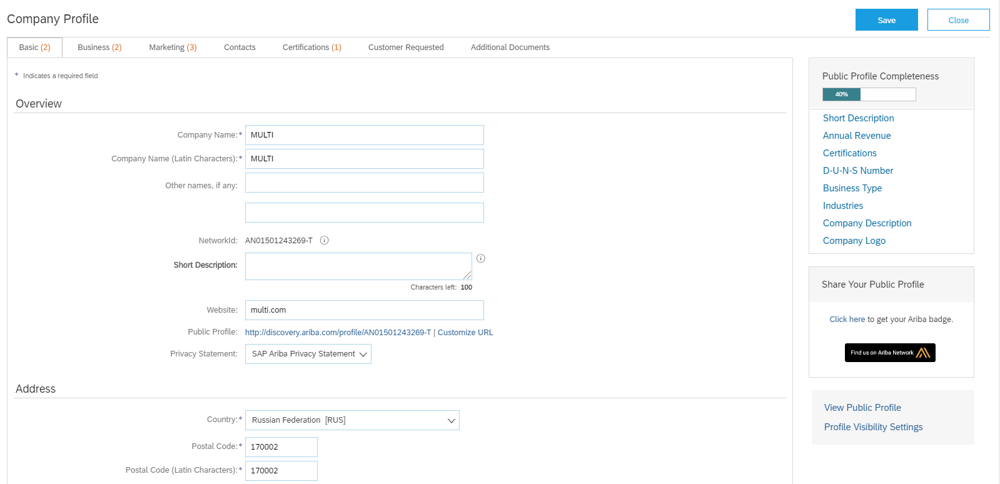 Company Profile
Save
Close
Basic (2)
Business (2)
Marketing (3)
Contacts
Certifications (1)
Customer Requested
Additional Documents
* Indicates a required field
Overview
Company Name:* MULTI
Company Name (Latin Characters):* MULTI
Other names, if any:
NetworkId: AN01501243269-T
Short Description:
Characters left: 100
Website: multi.com
Public Profile: http://discovery.ariba.com/profile/AN01501243269-T | Customize URL
Privacy Statement: SAP Ariba Privacy Statement
Address
Country:* Russian Federation [RUS]
Postal Code:* 170002
Postal Code (Latin Characters):* 170002
Public Profile Completeness
40%
Short Description
Annual Revenue
Certifications
D-U-N-S Number
Business Type
Industries
Company Description
Company Logo
Share Your Public Profile
Click here to get your Ariba badge.
Find us on Ariba Network
View Public Profile
Profile Visibility Settings